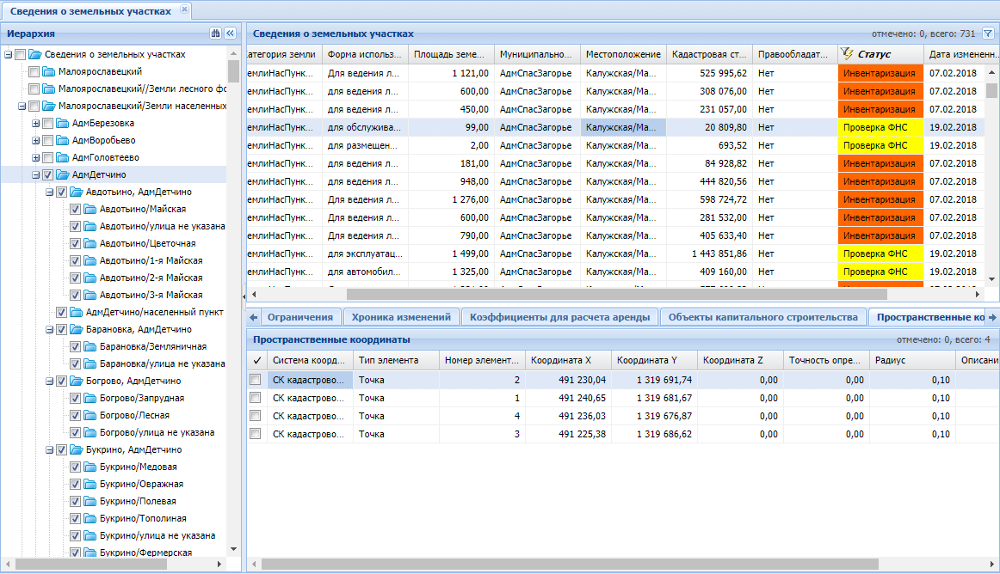 Сведения о земельных участках
Иерархия
Сведения о земельных участках
Малоярославецкий
Малоярославецкий//Земли лесного фо
Малоярославецкий/Земли населенных
АдмБерезовка
АдмВоробьево
АдмГоловтеево
АдмДетчино
Авдотьино, АдмДетчино
Авдотьино/Майская
Авдотьино/улица не указана
Авдотьино/Цветочная
Авдотьино/1-я Майская
Авдотьино/2-я Майская
Авдотьино/3-я Майская
АдмДетчино/населенный пункт
Барановка, АдмДетчино
Барановка/Земляничная
Барановка/улица не указана
Богрово, АдмДетчино
Богрово/Запрудная
Богрово/Лесная
Богрово/улица не указана
Букрино, АдмДетчино
Букрино/Медовая
Букрино/Овражная
Букрино/Полевая
Букрино/Тополиная
Букрино/улица не указана
Букрино/Фермерская
Сведения о земельных участках отмечено: 0, всего: 731
атегория земли Форма использ... Площадь земе... Муниципально... Местоположение Кадастровая ст... Правообладат... Статус Дата изменени..
емлиНасПунк... Для ведения л... 1 121,00 АдмСпасЗагорье Калужская/Ма... 525 995,62 Нет Инвентаризация 07.02.2018
емлиНасПунк... Для ведения л... 600,00 АдмСпасЗагорье Калужская/Ма... 308 076,00 Нет Инвентаризация 07.02.2018
емлиНасПунк... для ведения л... 450,00 АдмСпасЗагорье Калужская/Ма... 231 057,00 Нет Инвентаризация 07.02.2018
емлиНасПунк... для обслужива... 99,00 АдмСпасЗагорье Калужская/Ма... 20 809,80 Нет Проверка ФНС 19.02.2018
емлиНасПунк... для размещен... 2,00 АдмСпасЗагорье Калужская/Ма... 693,52 Нет Проверка ФНС 19.02.2018
емлиНасПунк... для ведения л... 181,00 АдмСпасЗагорье Калужская/Ма... 84 928,82 Нет Инвентаризация 07.02.2018
емлиНасПунк... для ведения л... 948,00 АдмСпасЗагорье Калужская/Ма... 444 820,56 Нет Инвентаризация 07.02.2018
емлиНасПунк... Для ведения л... 1 276,00 АдмСпасЗагорье Калужская/Ма... 598 724,72 Нет Инвентаризация 07.02.2018
емлиНасПунк... Для ведения л... 600,00 АдмСпасЗагорье Калужская/Ма... 281 532,00 Нет Инвентаризация 07.02.2018
емлиНасПунк... Для ведения л... 790,00 АдмСпасЗагорье Калужская/Ма... 405 633,40 Нет Инвентаризация 07.02.2018
емлиНасПунк... для эксплуатац... 1 499,00 АдмСпасЗагорье Калужская/Ма... 1 443 851,86 Нет Проверка ФНС 19.02.2018
емлиНасПунк... для автомобил... 1 325,00 АдмСпасЗагорье Калужская/Ма... 409 160,00 Нет Проверка ФНС 19.02.2018
Ограничения Хроника изменений Коэффициенты для расчета аренды Объекты капитального строительства Пространственные ко
Пространственные координаты отмечено: 0, всего: 4
Система коорд... Тип элемента Номер элемент... Координата X Координата Y Координата Z Точность опре... Радиус Описани
СК кадастрово... Точка 2 491 230,04 1 319 691,74 0,00 0,00 0,10
СК кадастрово... Точка 1 491 240,65 1 319 681,67 0,00 0,00 0,10
СК кадастрово... Точка 4 491 236,03 1 319 676,87 0,00 0,00 0,10
СК кадастрово... Точка 3 491 225,38 1 319 686,62 0,00 0,00 0,10